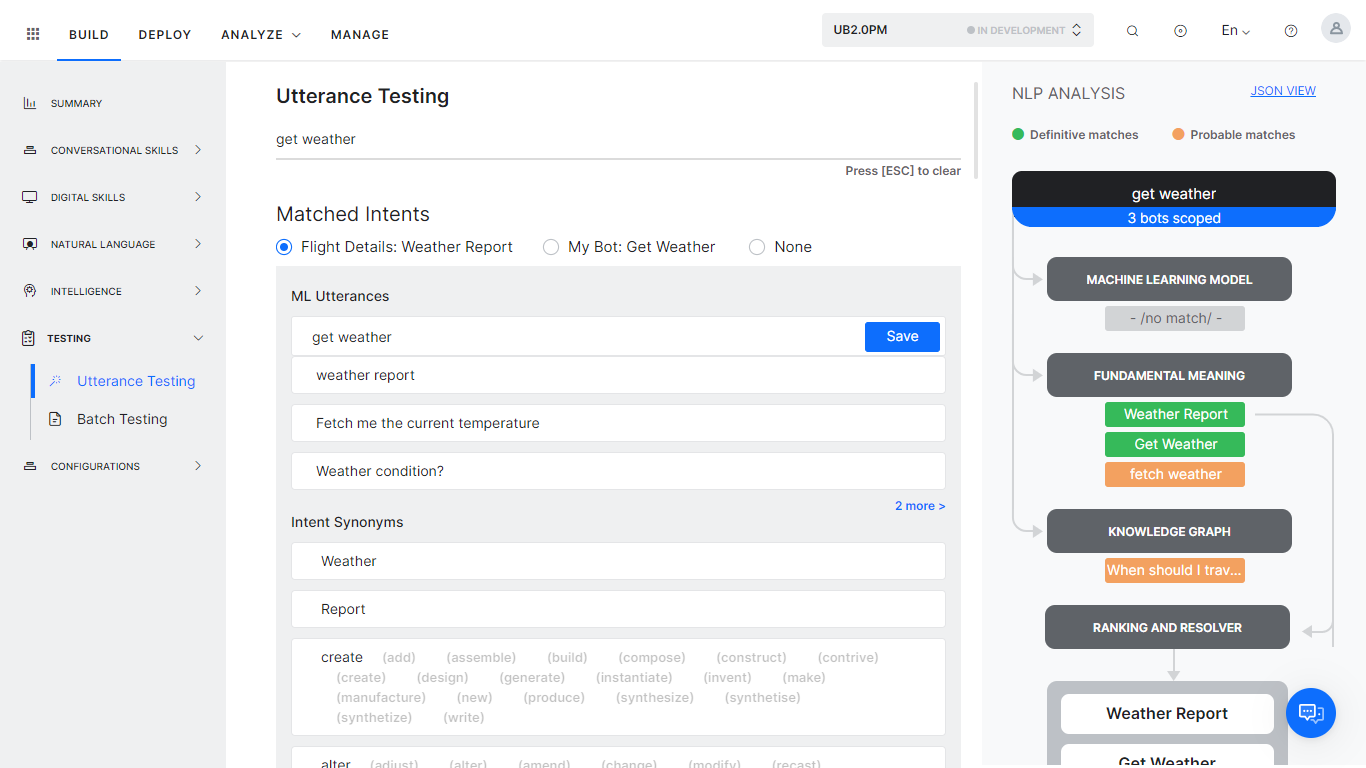 BUILD DEPLOY ANALYZE MANAGE UB2.0PM IN DEVELOPMENT En
SUMMARY
CONVERSATIONAL SKILLS
DIGITAL SKILLS
NATURAL LANGUAGE
INTELLIGENCE
TESTING
Utterance Testing
Batch Testing
CONFIGURATIONS
Utterance Testing
get weather
Press [ESC] to clear
Matched Intents
Flight Details: Weather Report My Bot: Get Weather None
ML Utterances
get weather Save
weather report
Fetch me the current temperature
Weather condition?
2 more >
Intent Synonyms
Weather
Report
create (add) (assemble) (build) (compose) (construct) (contrive)
(create) (design) (generate) (instantiate) (invent) (make)
(manufacture) (new) (produce) (synthesize) (synthetise)
(synthetize) (write)
alter (adjust) (alter) (amend) (change) (modify) (recast)
NLP ANALYSIS JSON VIEW
Definitive matches Probable matches
get weather
3 bots scoped
MACHINE LEARNING MODEL
- /no match/ -
FUNDAMENTAL MEANING
Weather Report
Get Weather
fetch weather
KNOWLEDGE GRAPH
When should I trav...
RANKING AND RESOLVER
Weather Report
Get Weather